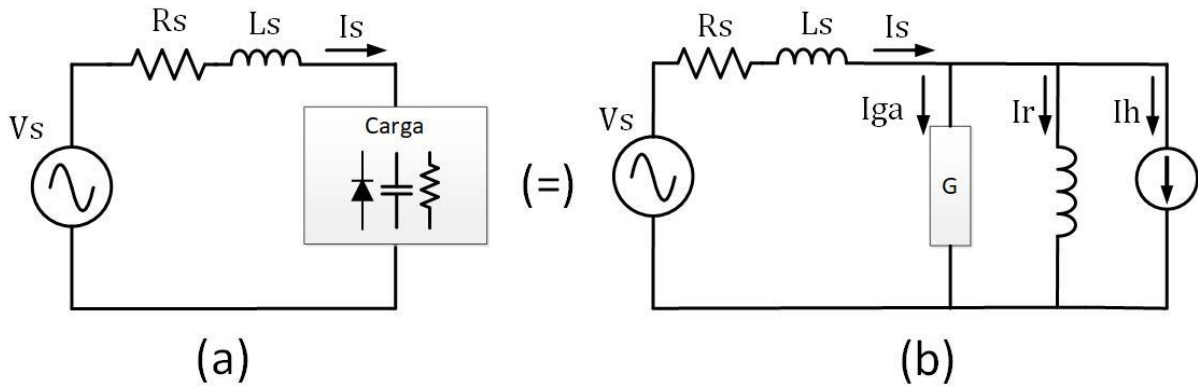 Rs Ls Is
Vs
Carga
(a)
(=)
Rs Ls Is
Vs
Iga Ir Ih
G
(b)